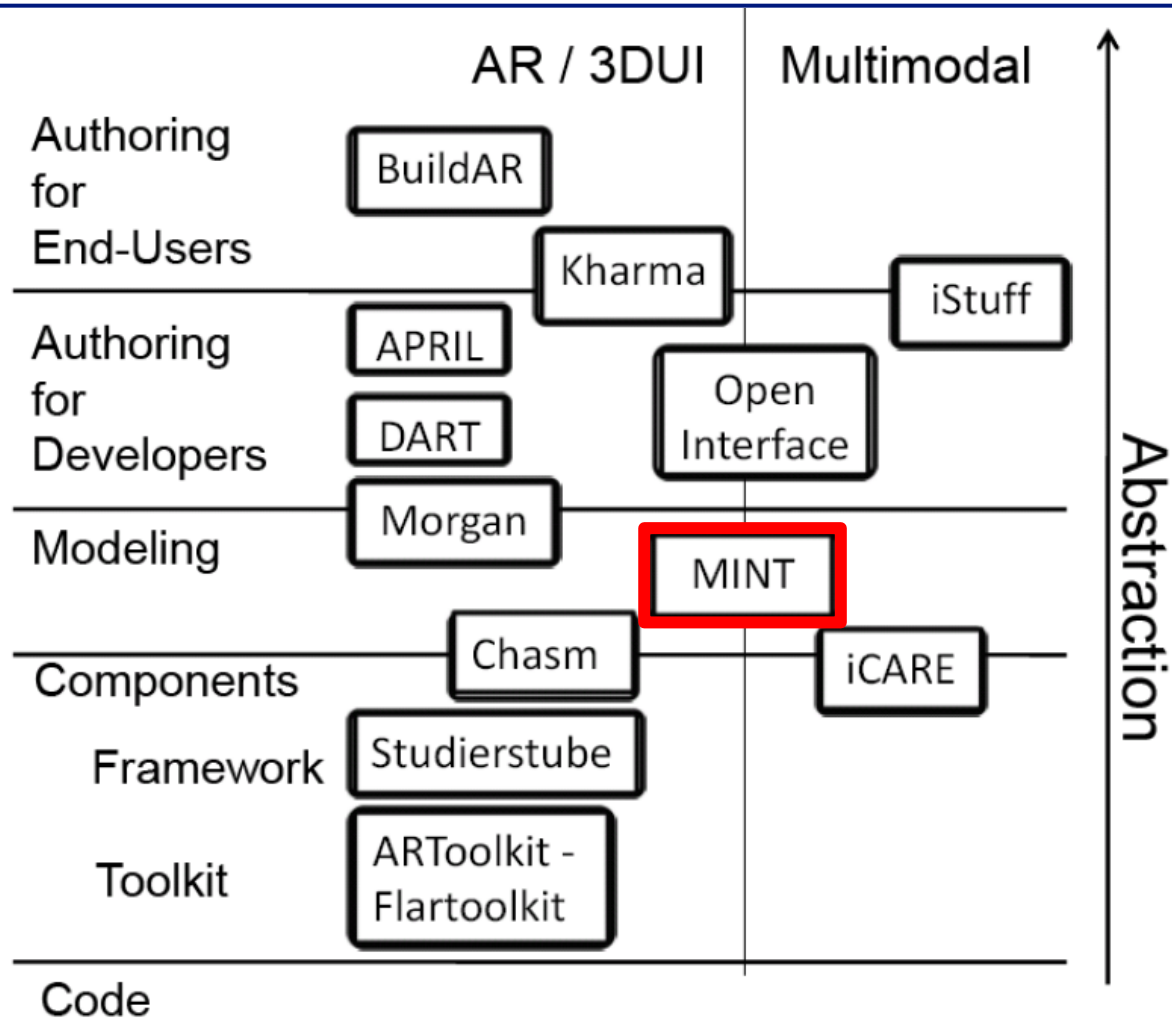 AR / 3DUI
Multimodal
Authoring
for
End-Users
BuildAR
Kharma
iStuff
Authoring
for
Developers
APRIL
DART
Open
Interface
Morgan
Modeling
MINT
Chasm
iCARE
Components
Framework
Studierstube
Toolkit
ARToolkit -
Flartoolkit
Code
Abstraction